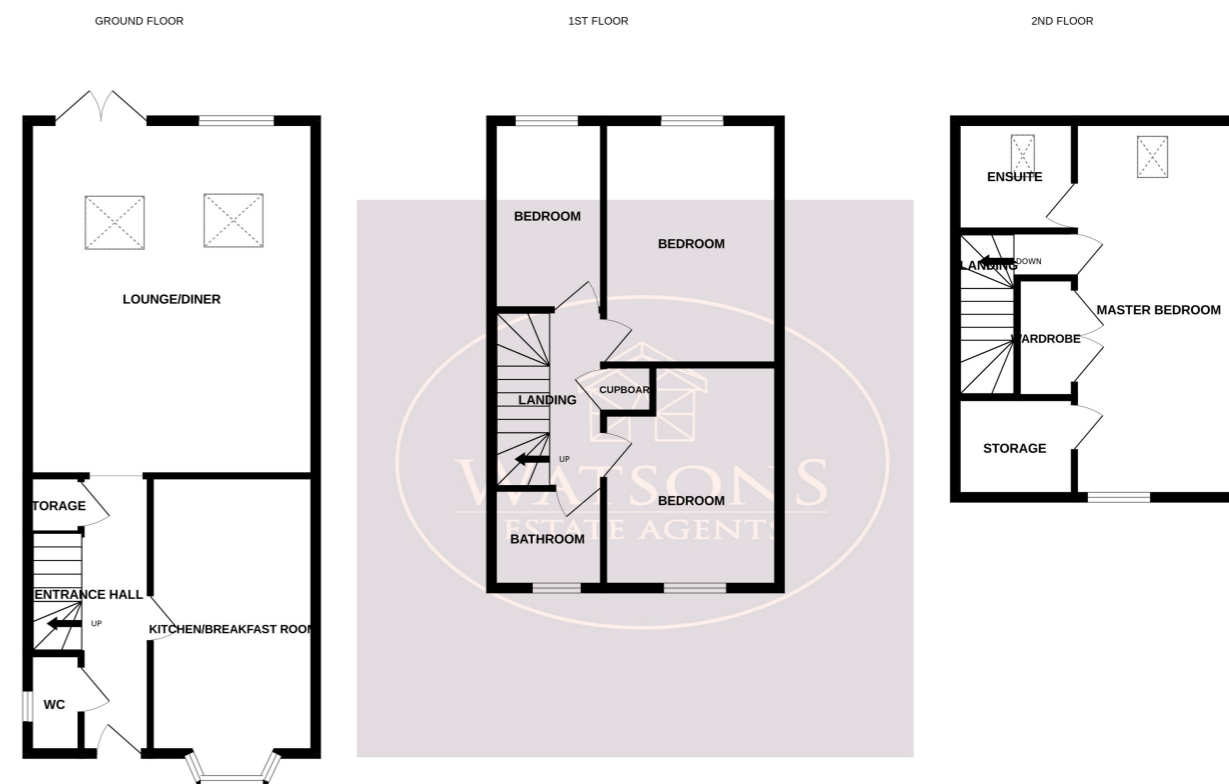 GROUND FLOOR
LOUNGE/DINER
TORAGE
ENTRANCE HALL
UP
KITCHEN/BREAKFAST ROOM
WC
1ST FLOOR
BEDROOM
BEDROOM
CUPBOAR
LANDING
UP
BEDROOM
BATHROOM
WATSONS
ESTATE AGENTS
2ND FLOOR
ENSUITE
LANDING
DOWN
MASTER BEDROOM
WARDROBE
STORAGE